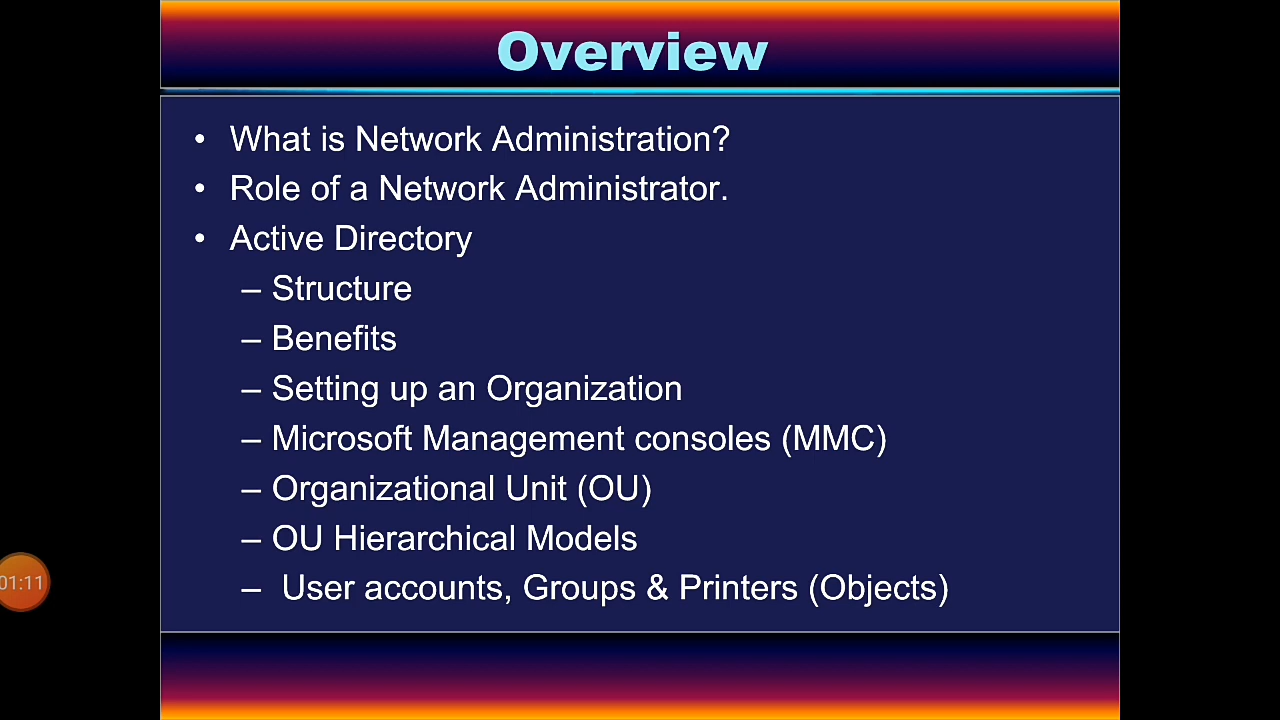 Overview
• What is Network Administration?
• Role of a Network Administrator.
• Active Directory
– Structure
– Benefits
– Setting up an Organization
– Microsoft Management consoles (MMC)
– Organizational Unit (OU)
– OU Hierarchical Models
– User accounts, Groups & Printers (Objects)
01:11